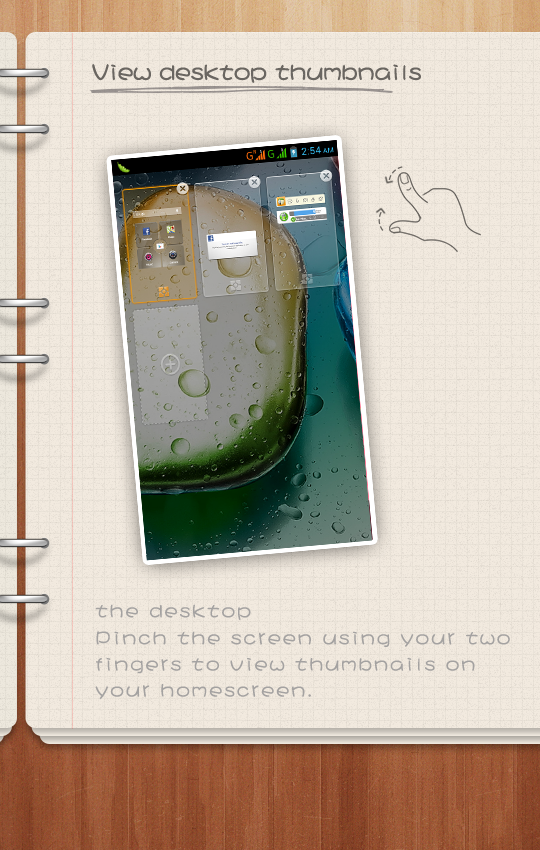 View desktop thumbnails
G G 2:54 AM
the desktop
Pinch the screen using your two
fingers to view thumbnails on
your homescreen.